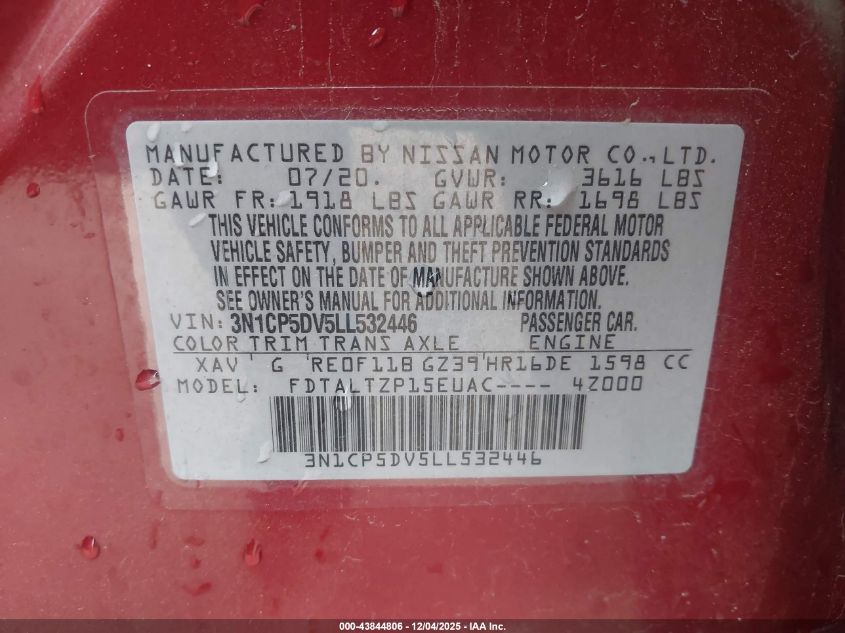 MANUFACTURED BY NISSAN MOTOR CO., LTD.
DATE: 07/20. GVWR: 3616 LBS
GAWR FR: 1918 LBS GAWR RR: 1698 LBS
THIS VEHICLE CONFORMS TO ALL APPLICABLE FEDERAL MOTOR
VEHICLE SAFETY, BUMPER AND THEFT PREVENTION STANDARDS
IN EFFECT ON THE DATE OF MANUFACTURE SHOWN ABOVE.
SEE OWNER'S MANUAL FOR ADDITIONAL INFORMATION.
VIN: 3N1CP5DV5LL532446 PASSENGER CAR.
COLOR TRIM TRANS AXLE ENGINE
XAV G RE0F11B GZ39 HR16DE 1598 CC
MODEL: FDTALTZP15EUAC---- 4Z000
3N1CP5DV5LL532446
000-43844806 - 12/04/2025 - IAA Inc.